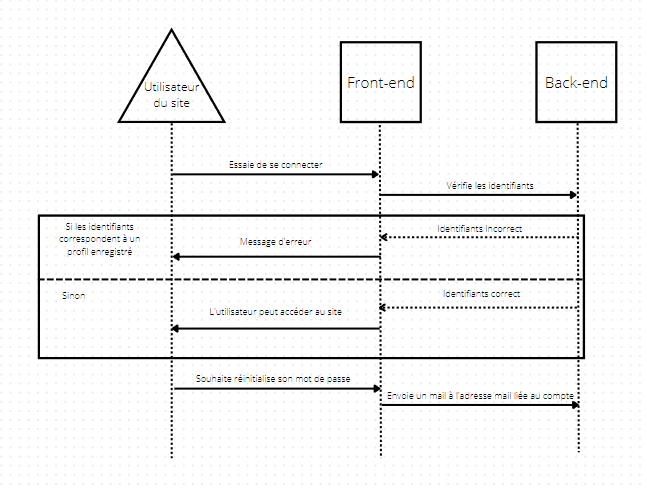 Utilisateur
du site
Front-end
Back-end
Essaie de se connecter
Vérifie les identifiants
Si les identifiants
correspondent à un
profil enregistré
Identifiants incorrect
Message d'erreur
Sinon
Identifiants correct
L'utilisateur peut accéder au site
Souhaite réinitialise son mot de passe
Envoie un mail à l'adresse mail liée au compte